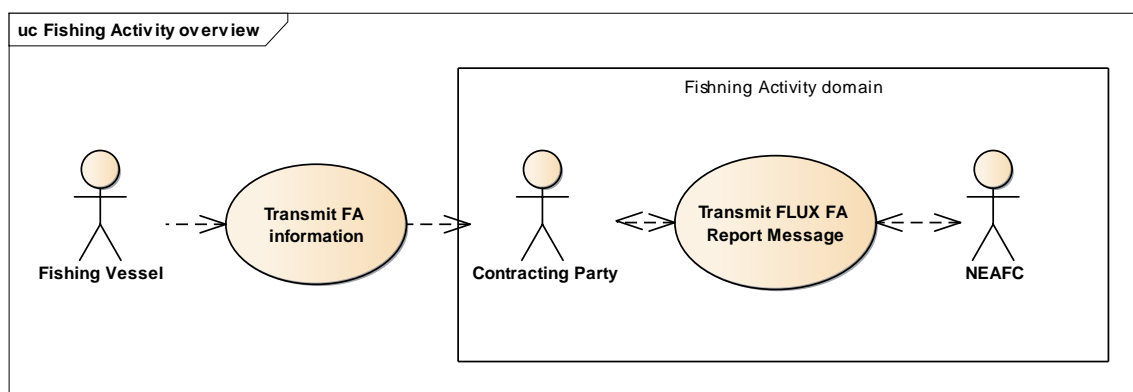 uc Fishing Activity overview
Fishning Activity domain
Transmit FA
information
Transmit FLUX FA
Report Message
Fishing Vessel
Contracting Party
NEAFC